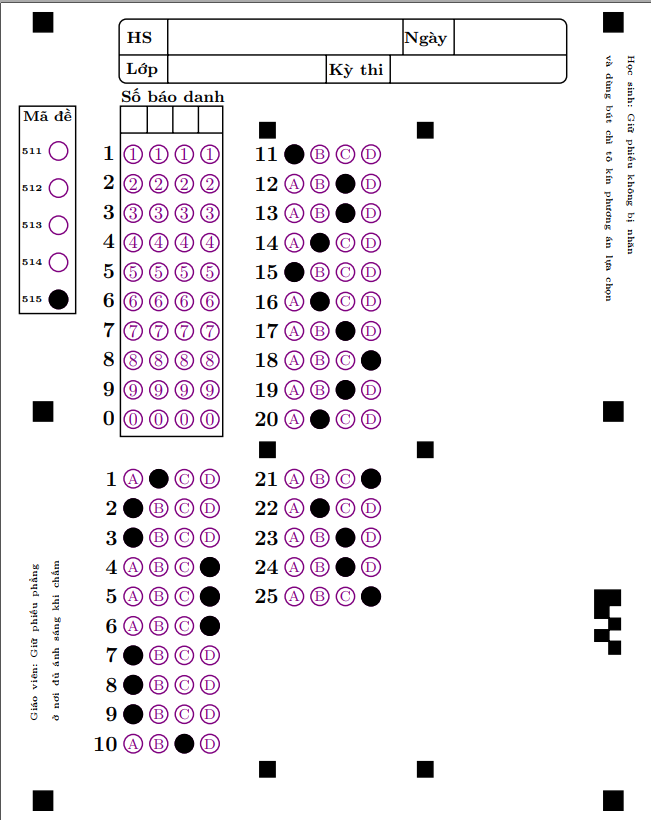 HS Ngày
Lớp Kỳ thi
Số báo danh
Mã đề
511
512
513
514
515
1 1 1 1 1
2 2 2 2 2
3 3 3 3 3
4 4 4 4 4
5 5 5 5 5
6 6 6 6 6
7 7 7 7 7
8 8 8 8 8
9 9 9 9 9
0 0 0 0 0
11 B C D
12 A B D
13 A B D
14 A C D
15 B C D
16 A C D
17 A B D
18 A B C
19 A B D
20 A C D
1 A C D
2 B C D
3 B C D
4 A B C
5 A B C
6 A B C
7 B C D
8 B C D
9 B C D
10 A B D
21 A B C
22 A C D
23 A B D
24 A B D
25 A B C
Học sinh: Giữ phiếu không bị nhăn
và dùng bút chì tô kín phương án lựa chọn
Giáo viên: Giữ phiếu phẳng
ở nơi đủ ánh sáng khi chấm